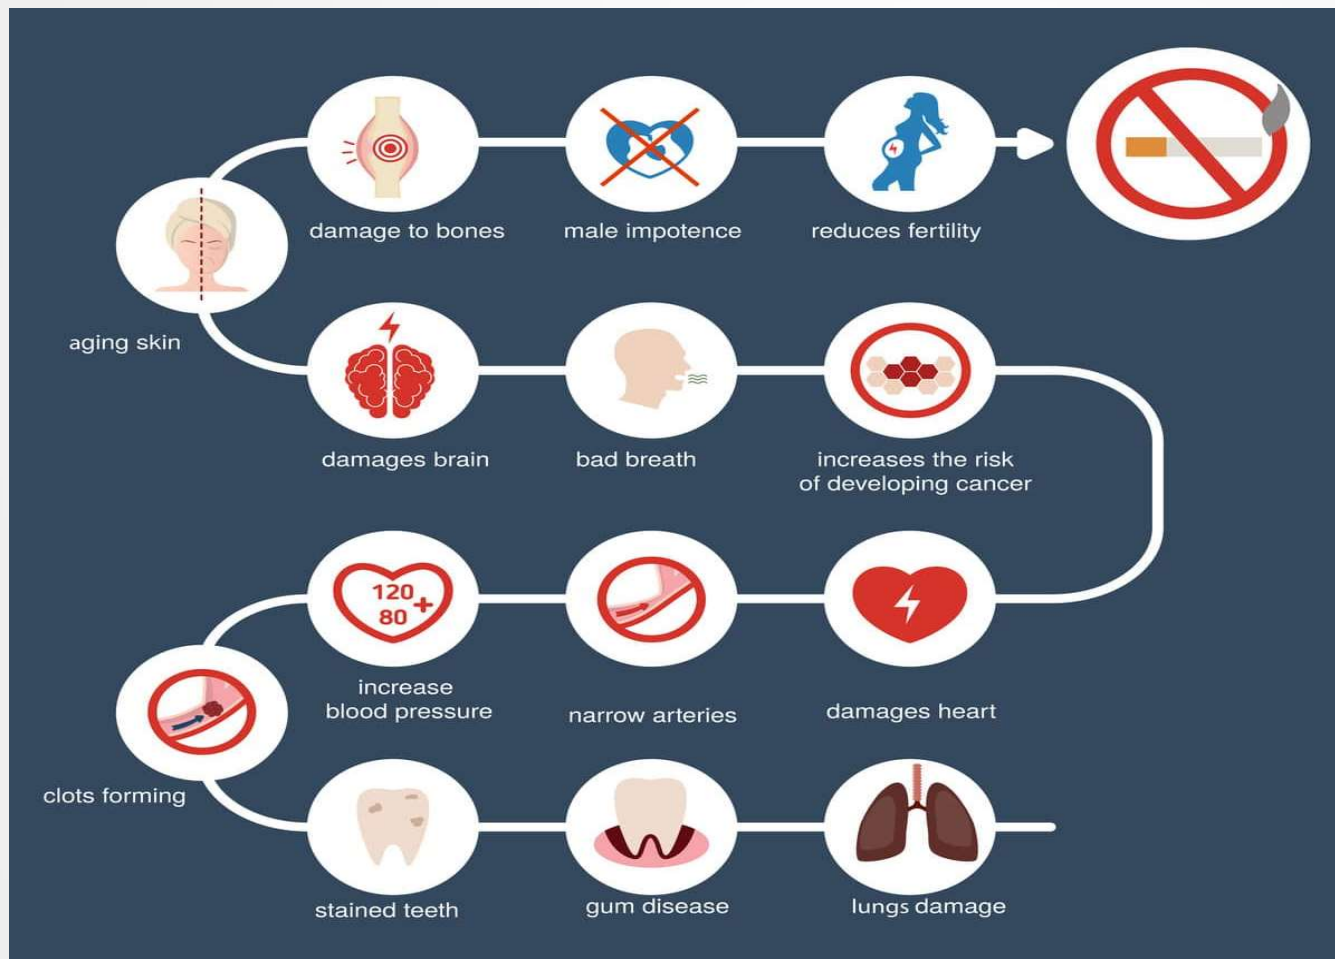 damage to bones
male impotence
reduces fertility
aging skin
damages brain
bad breath
increases the risk
of developing cancer
120
80
+
increase
blood pressure
narrow arteries
damages heart
clots forming
stained teeth
gum disease
lungs damage